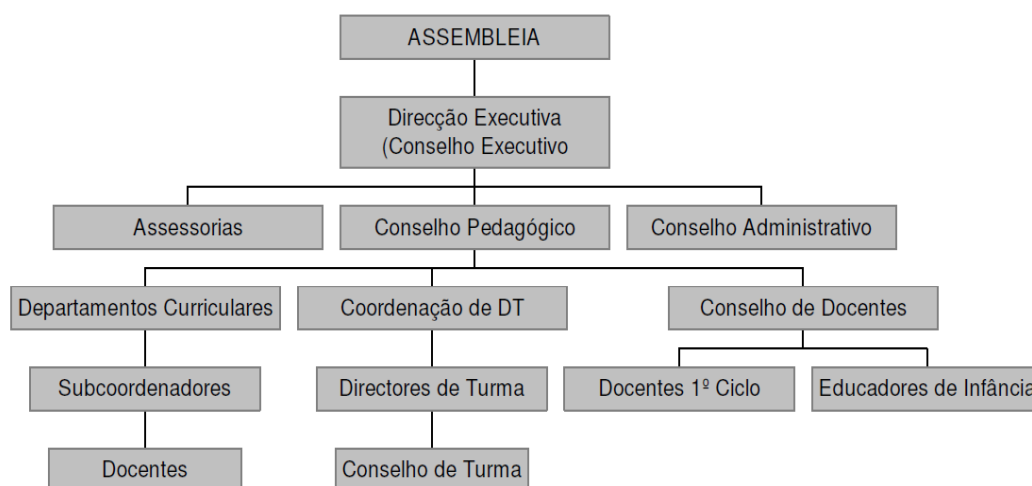 ASSEMBLEIA
Direcção Executiva
(Conselho Executivo
Assessorias
Conselho Pedagógico
Conselho Administrativo
Departamentos Curriculares
Coordenação de DT
Conselho de Docentes
Subcoordenadores
Directores de Turma
Docentes 1º Ciclo
Educadores de Infância
Docentes
Conselho de Turma